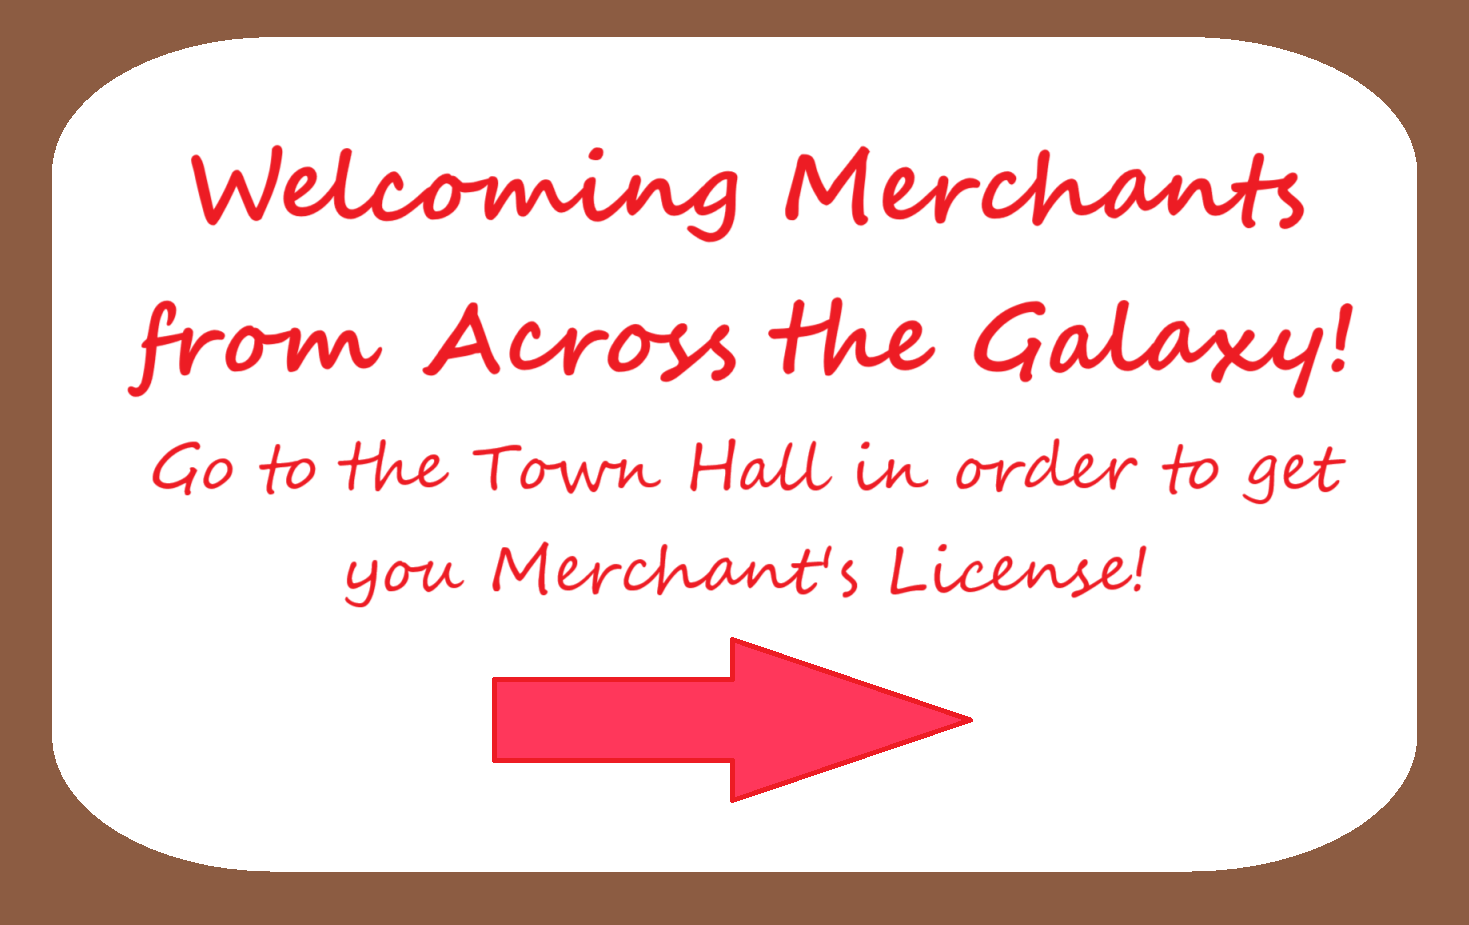 Welcoming Merchants
from Across the Galaxy!
Go to the Town Hall in order to get
you Merchant's License!